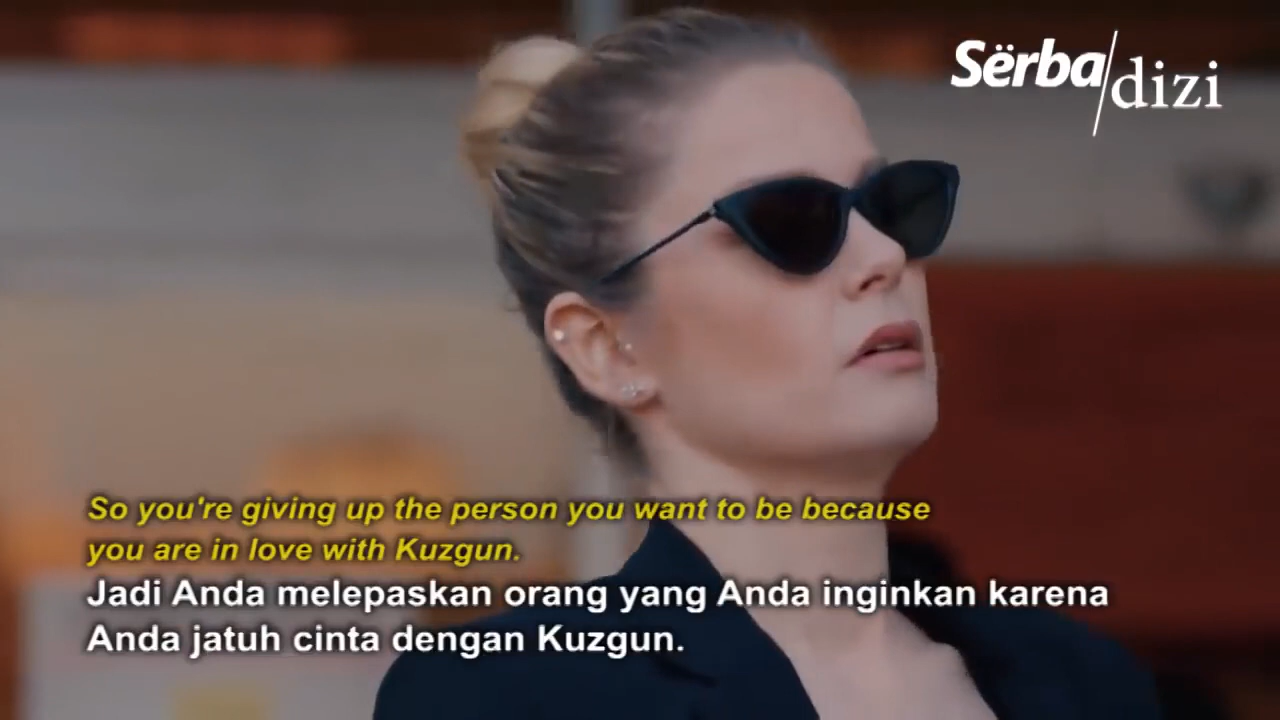 Sërba/dizi
So you're giving up the person you want to be because
you are in love with Kuzgun.
Jadi Anda melepaskan orang yang Anda inginkan karena
Anda jatuh cinta dengan Kuzgun.